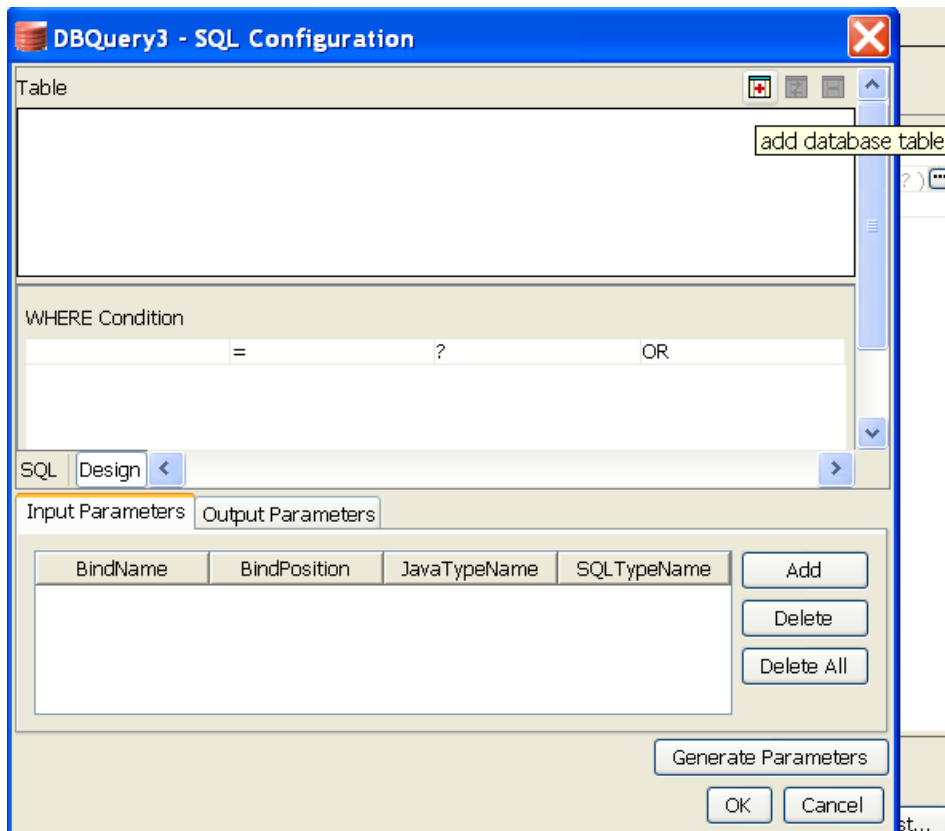 DBQuery3 - SQL Configuration
Table
add database table
? )
WHERE Condition
= ? OR
SQL Design
Input Parameters Output Parameters
BindName BindPosition JavaTypeName SQLTypeName
Add
Delete
Delete All
Generate Parameters
OK Cancel
st...